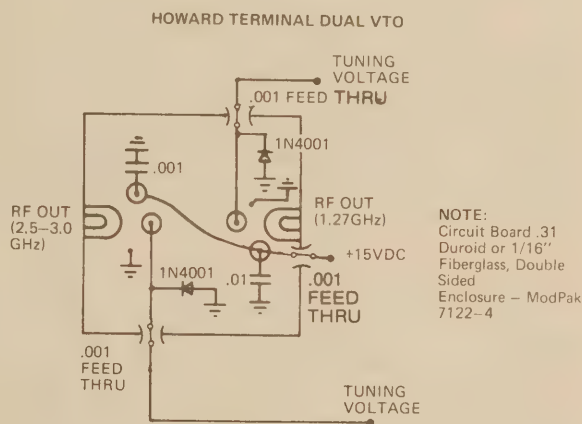 HOWARD TERMINAL DUAL VTO
TUNING
VOLTAGE
.001 FEED THRU
1N4001
.001
RF OUT
(2.5–3.0
GHz)
RF OUT
(1.27GHz)
+15VDC
1N4001
.01
.001
FEED
THRU
.001
FEED
THRU
TUNING
VOLTAGE
NOTE:
Circuit Board .31
Duroid or 1/16"
Fiberglass, Double
Sided
Enclosure – ModPak
7122–4